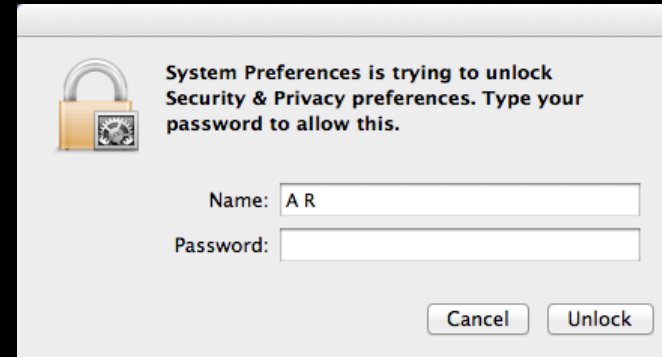 System Preferences is trying to unlock
Security & Privacy preferences. Type your
password to allow this.
Name: A R
Password:
Cancel Unlock